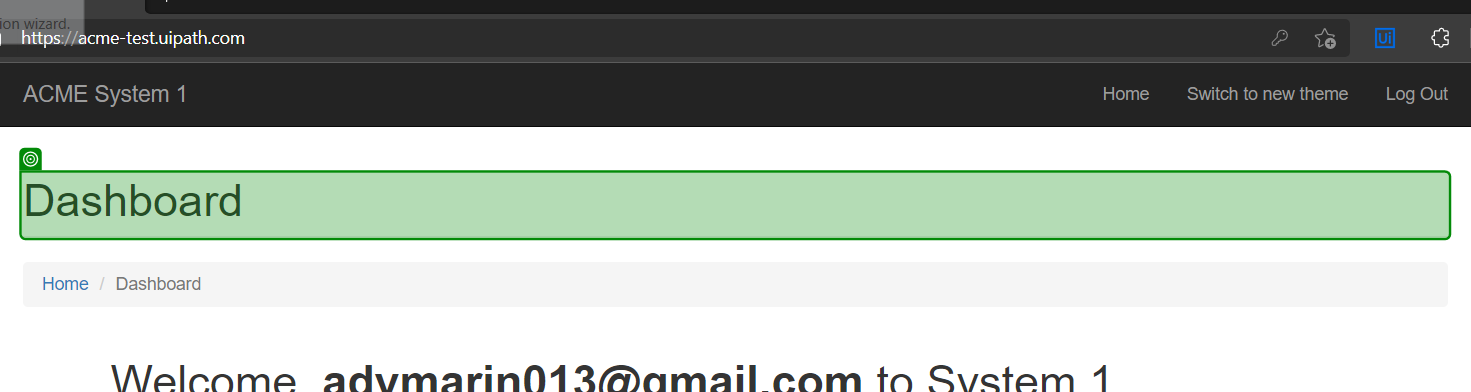 ion wizard.
https://acme-test.uipath.com
Ui
ACME System 1
Home
Switch to new theme
Log Out
Dashboard
Home / Dashboard
Welcome, advmarin013@gmail.com to System 1